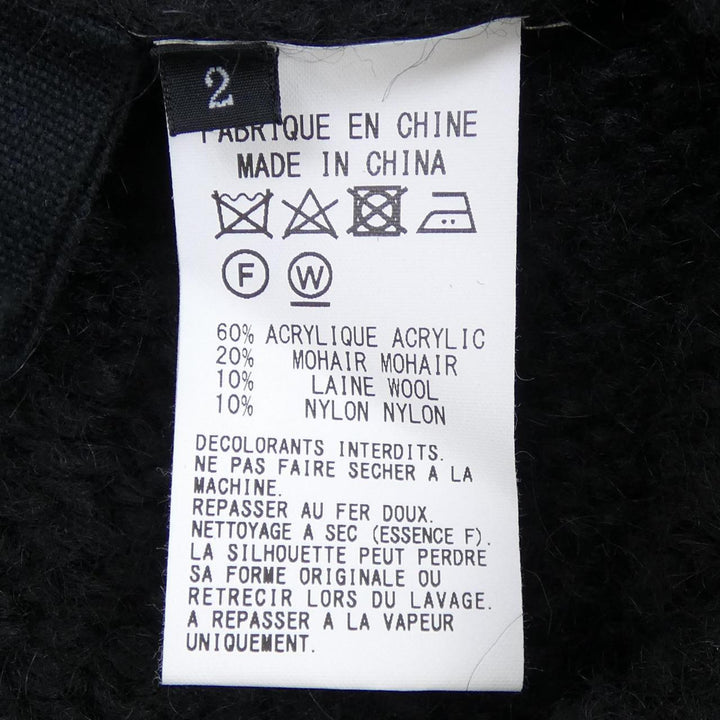 2
FABRIQUE EN CHINE
MADE IN CHINA
F W
60% ACRYLIQUE ACRYLIC
20% MOHAIR MOHAIR
10% LAINE WOOL
10% NYLON NYLON
DECOLORANTS INTERDITS.
NE PAS FAIRE SECHER A LA
MACHINE.
REPASSER AU FER DOUX.
NETTOYAGE A SEC (ESSENCE F).
LA SILHOUETTE PEUT PERDRE
SA FORME ORIGINALE OU
RETRECIR LORS DU LAVAGE.
A REPASSER A LA VAPEUR
UNIQUEMENT.